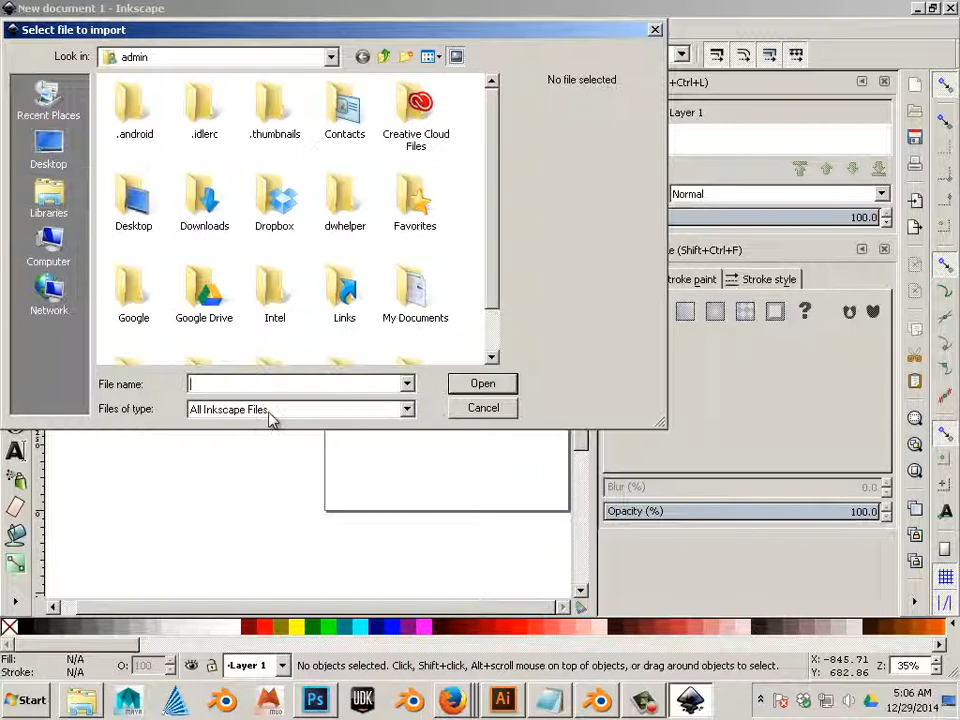 New document 1 - Inkscape
Select file to import
Look in:
admin
No file selected
Recent Places
Desktop
Libraries
Computer
Network
.android
.idlerc
.thumbnails
Contacts
Creative Cloud
Files
Desktop
Downloads
Dropbox
dwhelper
Favorites
Google
Google Drive
Intel
Links
My Documents
File name:
Open
Files of type:
All Inkscape Files
Cancel
+Ctrl+L)
Layer 1
Normal
100.0
e (Shift+Ctrl+F)
roke paint
Stroke style
?
Blur (%)
0.0
Opacity (%)
100.0
Fill:
N/A
Stroke:
N/A
O:
100
Layer 1
No objects selected. Click, Shift+click, Alt+scroll mouse on top of objects, or drag around objects to select.
X: -845.71
Y: 682.86
Z:
35%
Start
MAYA
MUD
Ps
UDK
Ai
5:06 AM
12/29/2014